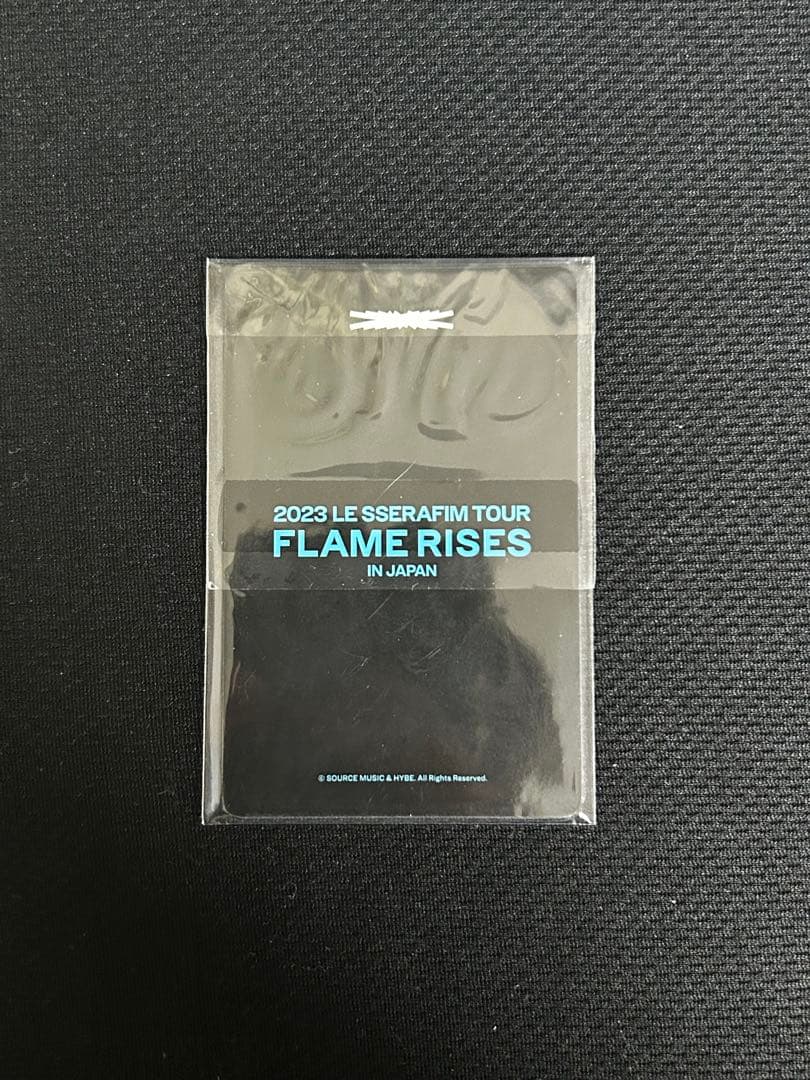 2023 LE SSERAFIM TOUR
FLAME RISES
IN JAPAN
© SOURCE MUSIC & HYBE. All Rights Reserved.